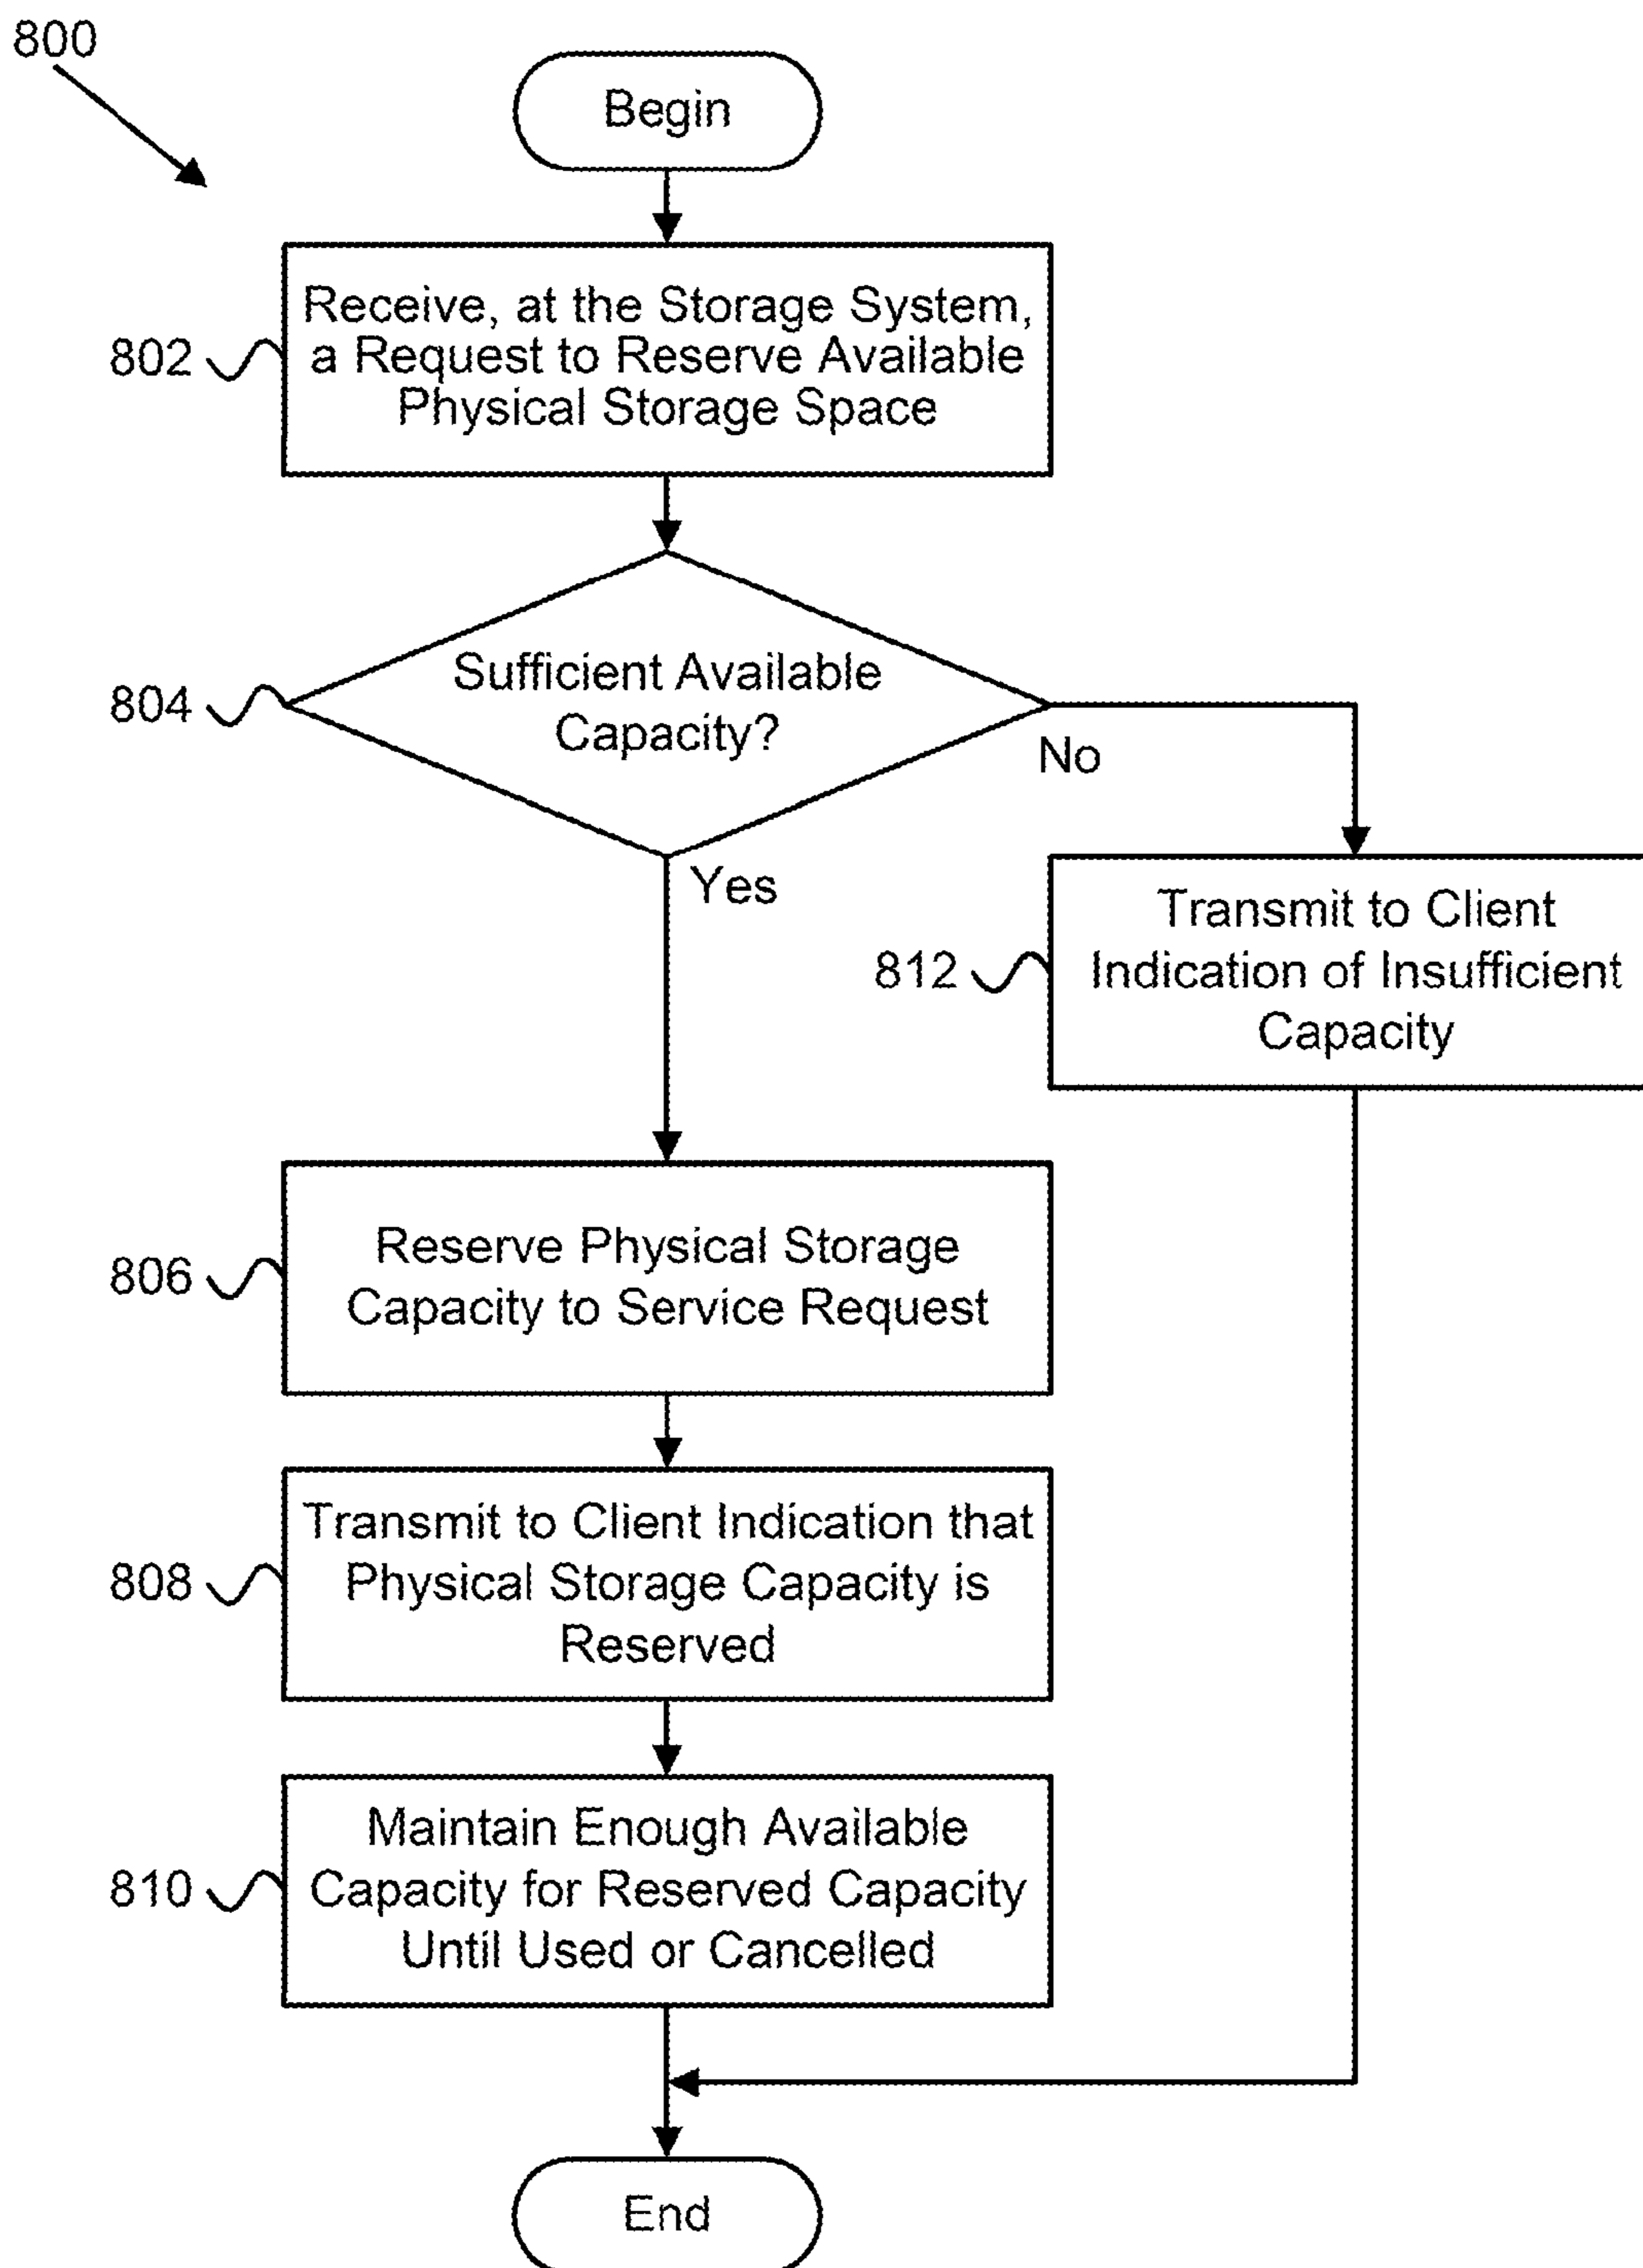 800
Begin
802
Receive, at the Storage System,
a Request to Reserve Available
Physical Storage Space
804
Sufficient Available
Capacity?
No
Yes
812
Transmit to Client
Indication of Insufficient
Capacity
806
Reserve Physical Storage
Capacity to Service Request
808
Transmit to Client Indication that
Physical Storage Capacity is
Reserved
810
Maintain Enough Available
Capacity for Reserved Capacity
Until Used or Cancelled
End